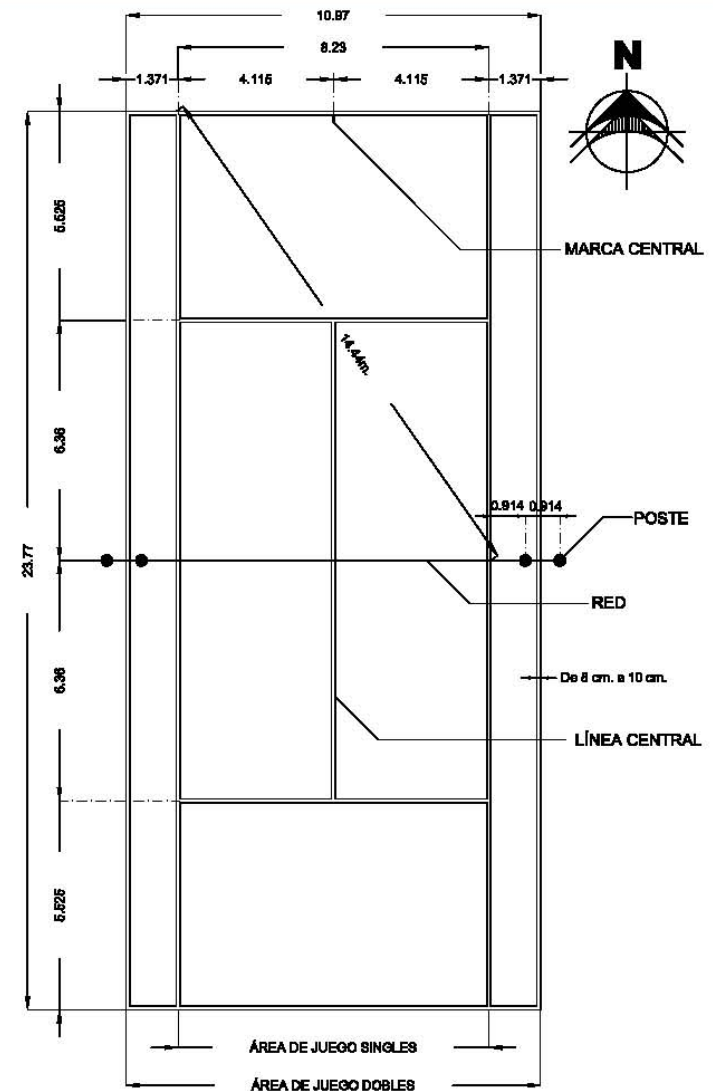 10.97
8.23
1.371 4.115 4.115 1.371
N
5.525
MARCA CENTRAL
14.44m.
6.36
0.914 0.914
POSTE
23.77
RED
6.36
De 8 cm. a 10 cm.
LÍNEA CENTRAL
5.525
ÁREA DE JUEGO SINGLES
ÁREA DE JUEGO DOBLES